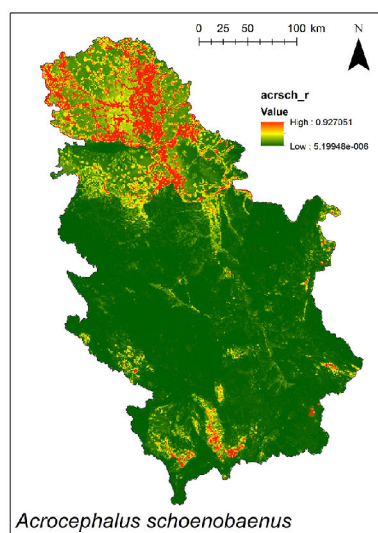 0 25 50 100 km
N
acrsch_r
Value
High : 0.927051
Low : 5.19948e-006
Acrocephalus schoenobaenus